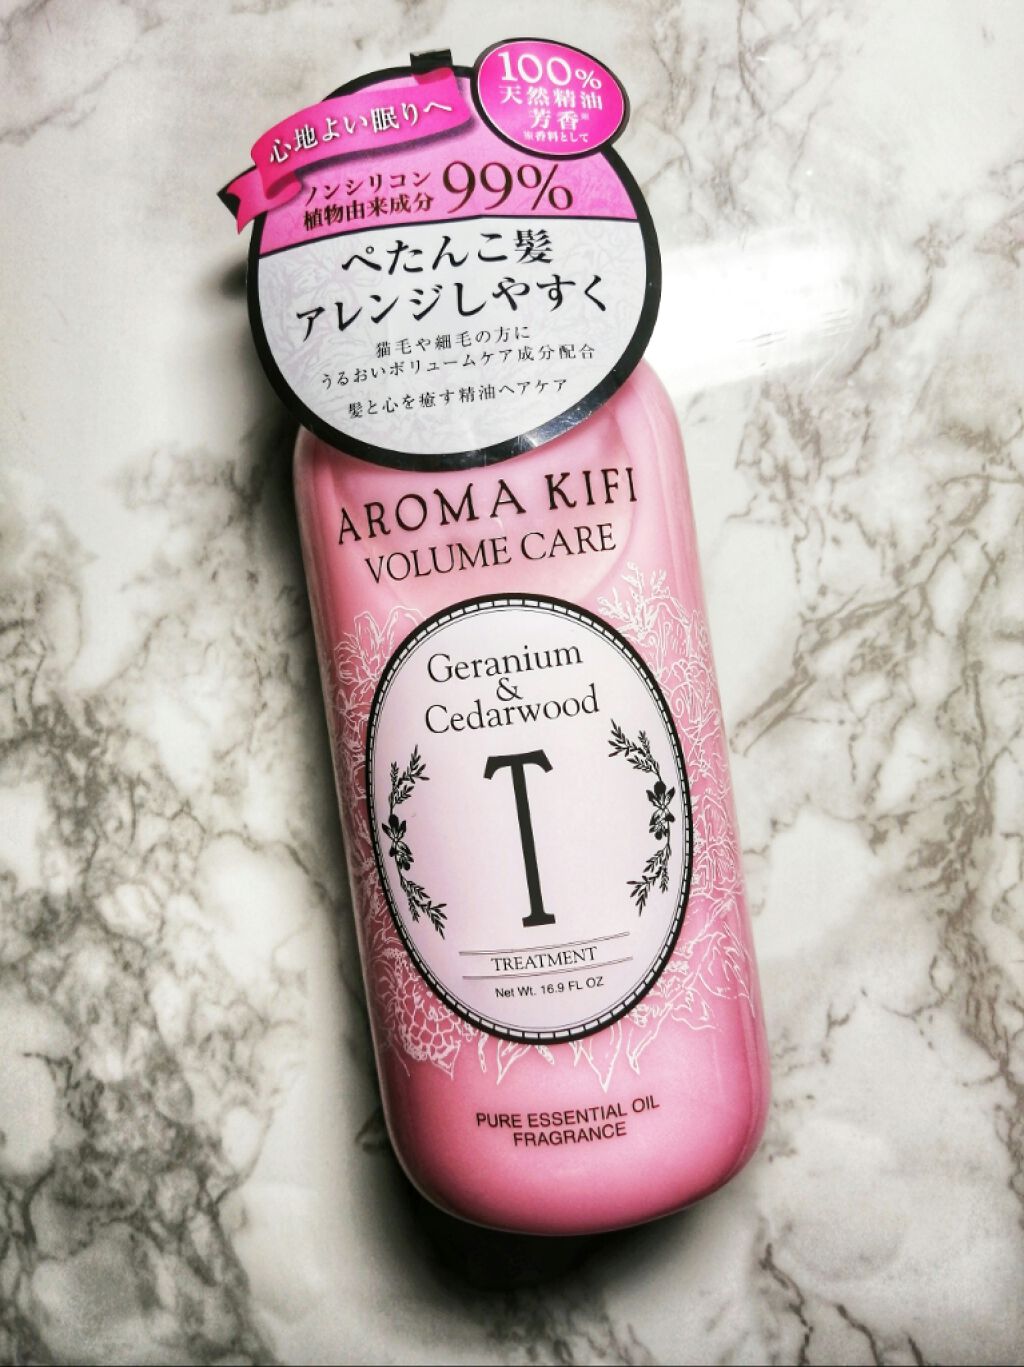 100%
天然精油
芳香※
※香料として
心地よい眠りへ
ノンシリコン
植物由来成分 99%
ぺたんこ髪
アレンジしやすく
猫毛や細毛の方に
うるおいボリュームケア成分配合
髪と心を癒す精油ヘアケア
AROMA KIFI
VOLUME CARE
Geranium
&
Cedarwood
T
TREATMENT
Net Wt. 16.9 FL OZ
PURE ESSENTIAL OIL
FRAGRANCE